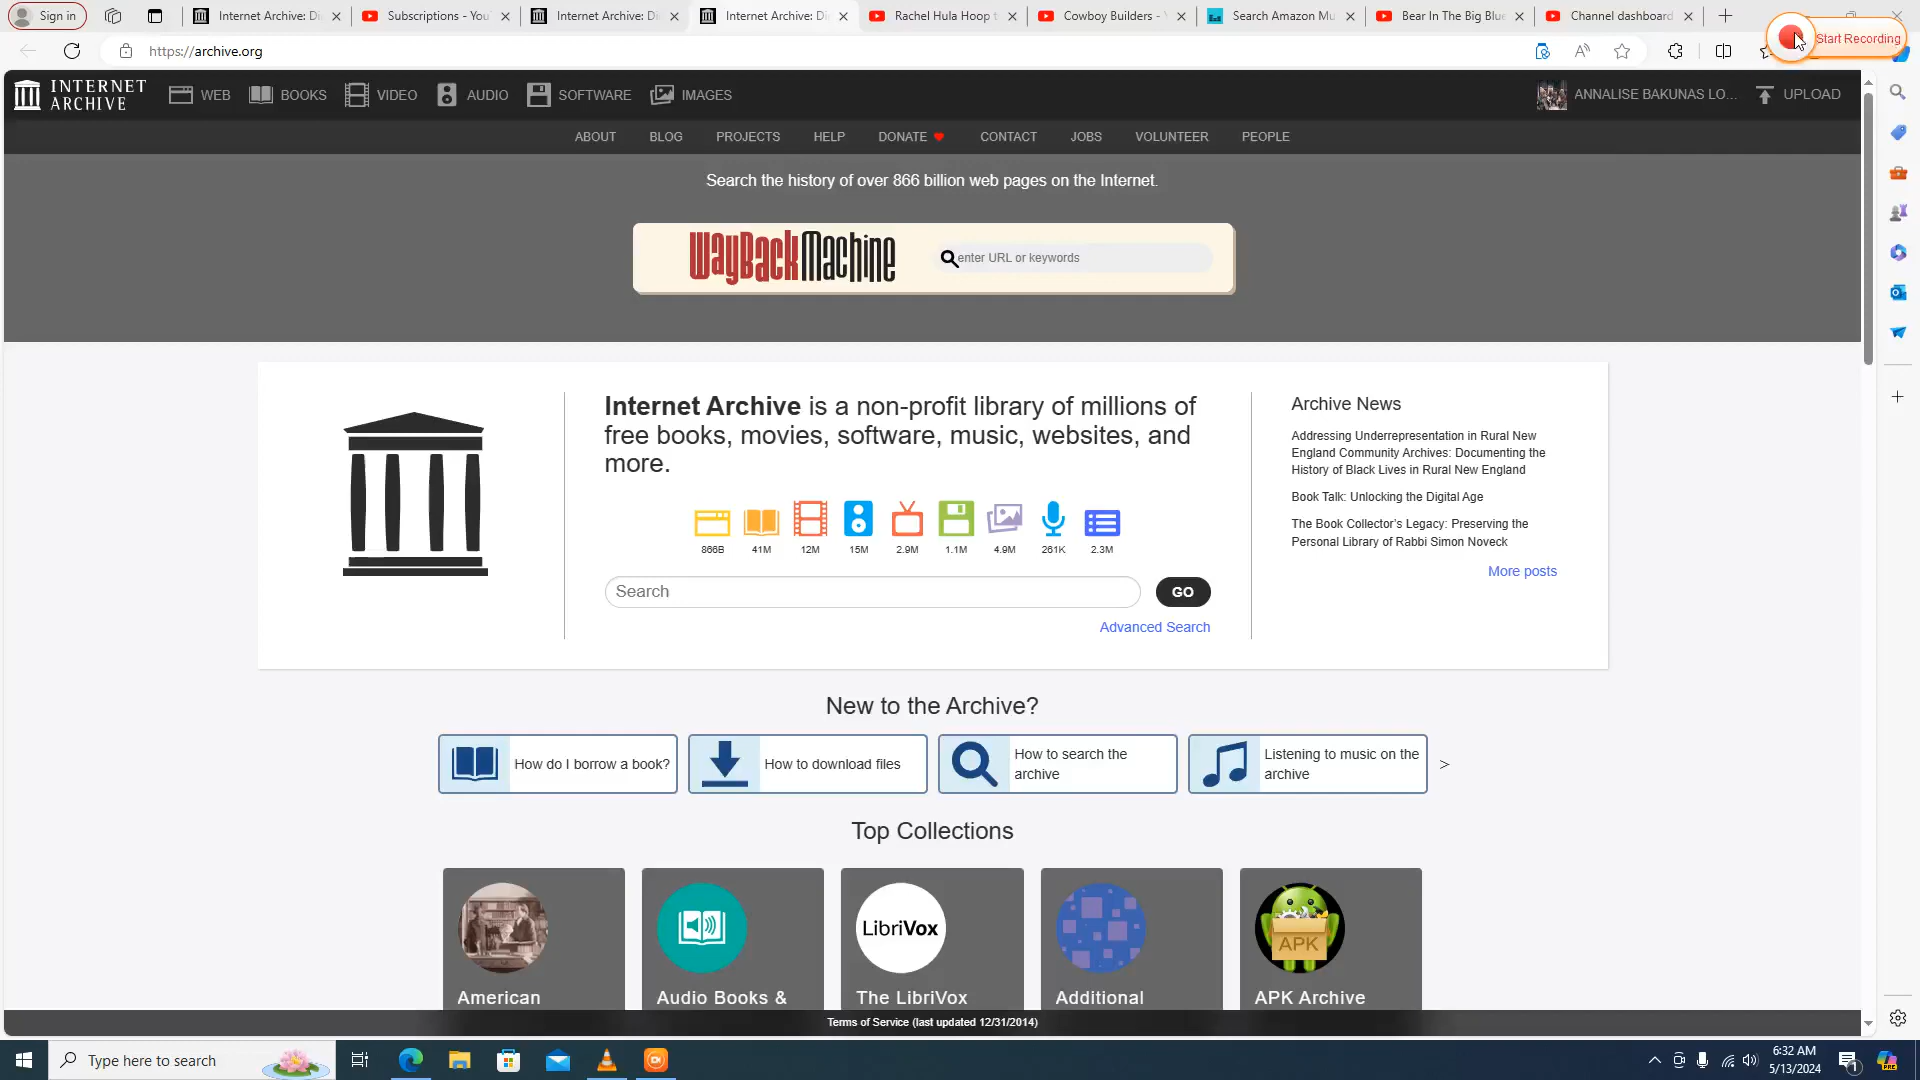 Sign in
Internet Archive: Di
Subscriptions - You
Internet Archive: Di
Internet Archive: Di
Rachel Hula Hoop t
Cowboy Builders - Y
Search Amazon Mu
Bear In The Big Blue
Channel dashboard
https://archive.org
Start Recording
INTERNET ARCHIVE
WEB
BOOKS
VIDEO
AUDIO
SOFTWARE
IMAGES
ANNALISE BAKUNAS LO...
UPLOAD
ABOUT
BLOG
PROJECTS
HELP
DONATE
CONTACT
JOBS
VOLUNTEER
PEOPLE
Search the history of over 866 billion web pages on the Internet.
WayBackMachine
enter URL or keywords
Internet Archive is a non-profit library of millions of
free books, movies, software, music, websites, and
more.
866B
41M
12M
15M
2.9M
1.1M
4.9M
261K
2.3M
Search
GO
Advanced Search
Archive News
Addressing Underrepresentation in Rural New
England Community Archives: Documenting the
History of Black Lives in Rural New England
Book Talk: Unlocking the Digital Age
The Book Collector's Legacy: Preserving the
Personal Library of Rabbi Simon Noveck
More posts
New to the Archive?
How do I borrow a book?
How to download files
How to search the
archive
Listening to music on the
archive
>
Top Collections
LibriVox
APK
American
Audio Books &
The LibriVox
Additional
APK Archive
Terms of Service (last updated 12/31/2014)
Type here to search
6:32 AM
5/13/2024
1
PRE